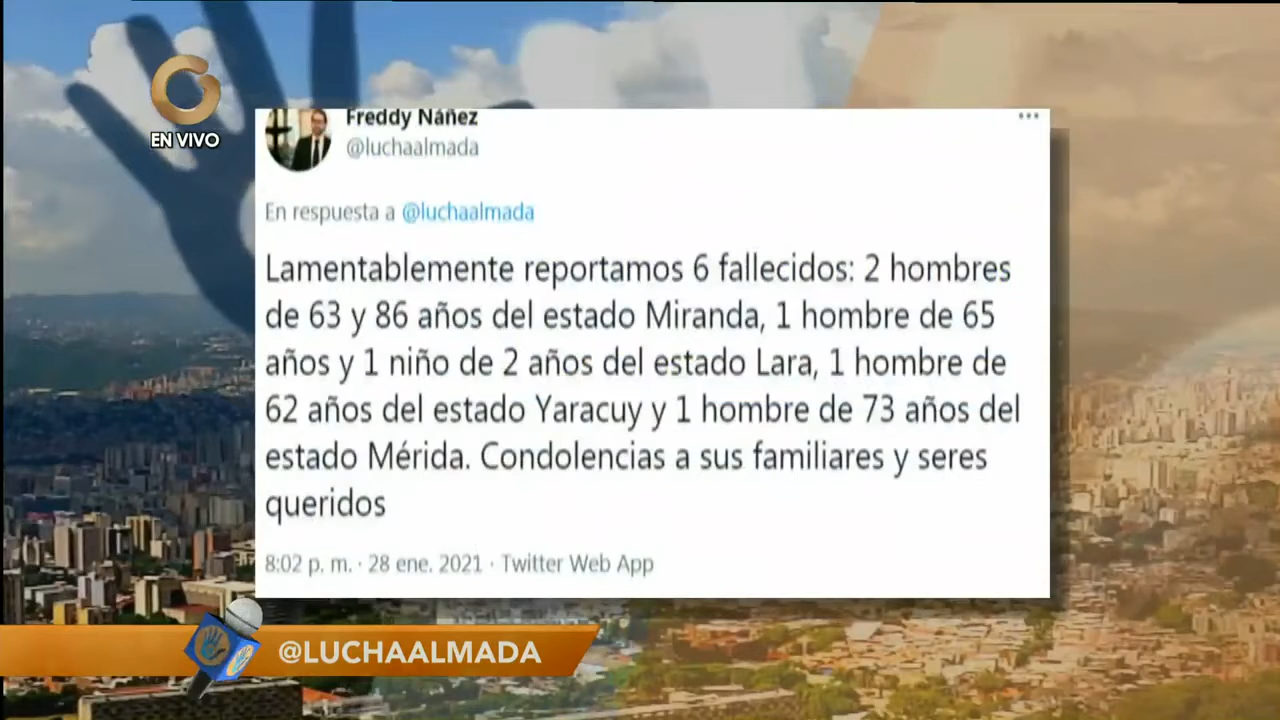 EN VIVO
Freddy Náñez
@luchaalmada
En respuesta a @luchaalmada
Lamentablemente reportamos 6 fallecidos: 2 hombres
de 63 y 86 años del estado Miranda, 1 hombre de 65
años y 1 niño de 2 años del estado Lara, 1 hombre de
62 años del estado Yaracuy y 1 hombre de 73 años del
estado Mérida. Condolencias a sus familiares y seres
queridos
8:02 p. m. · 28 ene. 2021 · Twitter Web App
@LUCHAALMADA